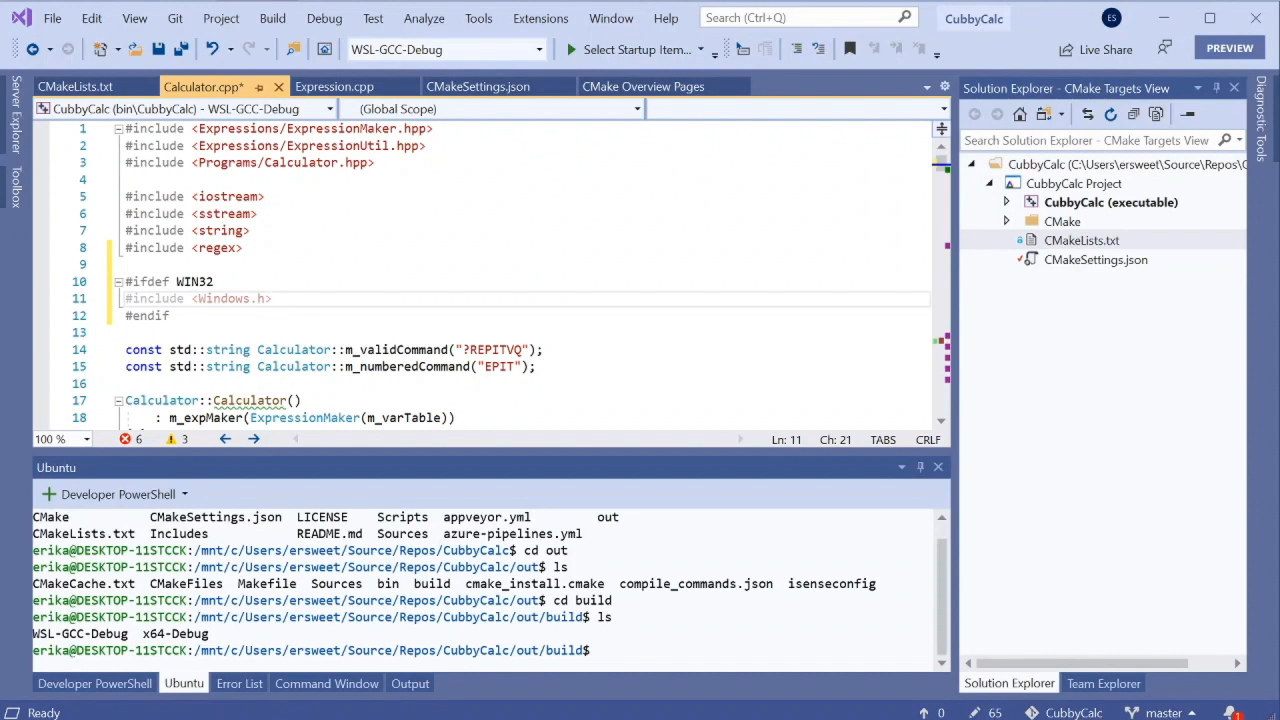 File Edit View Git Project Build Debug Test Analyze Tools Extensions Window Help Search (Ctrl+Q) CubbyCalc ES
WSL-GCC-Debug Select Startup Item... Live Share PREVIEW
Server Explorer
Toolbox
CMakeLists.txt Calculator.cpp* Expression.cpp CMakeSettings.json CMake Overview Pages
CubbyCalc (bin\CubbyCalc) - WSL-GCC-Debug (Global Scope)
1 #include <Expressions/ExpressionMaker.hpp>
2 #include <Expressions/ExpressionUtil.hpp>
3 #include <Programs/Calculator.hpp>
4
5 #include <iostream>
6 #include <sstream>
7 #include <string>
8 #include <regex>
9
10 #ifdef WIN32
11 #include <Windows.h>
12 #endif
13
14 const std::string Calculator::m_validCommand("?REPITVQ");
15 const std::string Calculator::m_numberedCommand("EPIT");
16
17 Calculator::Calculator()
18 : m_expMaker(ExpressionMaker(m_varTable))
100 % 6 3 Ln: 11 Ch: 21 TABS CRLF
Ubuntu
Developer PowerShell
CMake CMakeSettings.json LICENSE Scripts appveyor.yml out
CMakeLists.txt Includes README.md Sources azure-pipelines.yml
erika@DESKTOP-11STCCK:/mnt/c/Users/ersweet/Source/Repos/CubbyCalc$ cd out
erika@DESKTOP-11STCCK:/mnt/c/Users/ersweet/Source/Repos/CubbyCalc/out$ ls
CMakeCache.txt CMakeFiles Makefile Sources bin build cmake_install.cmake compile_commands.json isenseconfig
erika@DESKTOP-11STCCK:/mnt/c/Users/ersweet/Source/Repos/CubbyCalc/out$ cd build
erika@DESKTOP-11STCCK:/mnt/c/Users/ersweet/Source/Repos/CubbyCalc/out/build$ ls
WSL-GCC-Debug x64-Debug
erika@DESKTOP-11STCCK:/mnt/c/Users/ersweet/Source/Repos/CubbyCalc/out/build$
Developer PowerShell Ubuntu Error List Command Window Output
Solution Explorer - CMake Targets View
Search Solution Explorer - CMake Targets View
CubbyCalc (C:\Users\ersweet\Source\Repos\C
CubbyCalc Project
CubbyCalc (executable)
CMake
CMakeLists.txt
CMakeSettings.json
Solution Explorer Team Explorer
Diagnostic Tools
Ready 0 65 CubbyCalc master 1